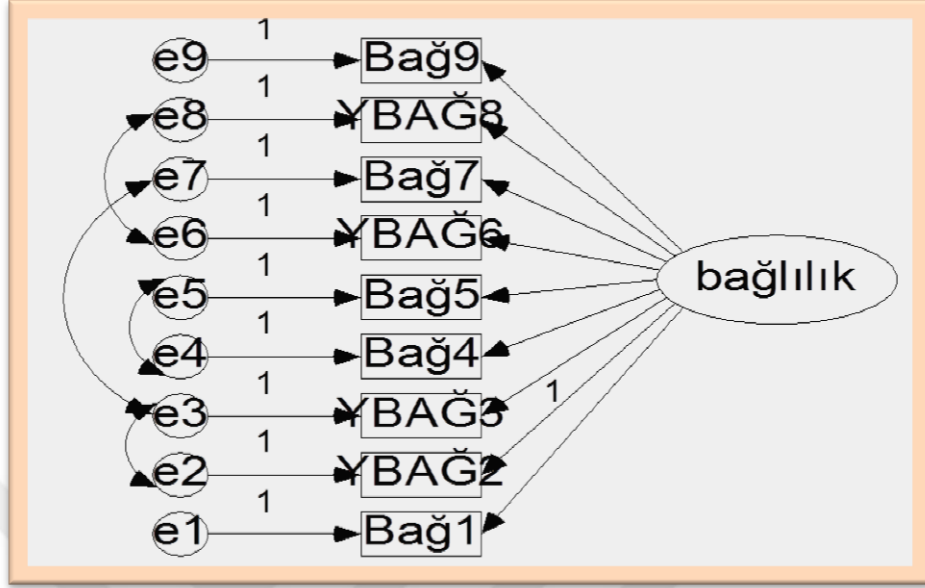 1
e9 Bağ9
1
e8 YBAĞ8
1
e7 Bağ7
1
e6 YBAĞ6
bağlılık
1
e5 Bağ5
1
e4 Bağ4
1
1
e3 YBAĞ3
1
e2 YBAĞ2
1
e1 Bağ1